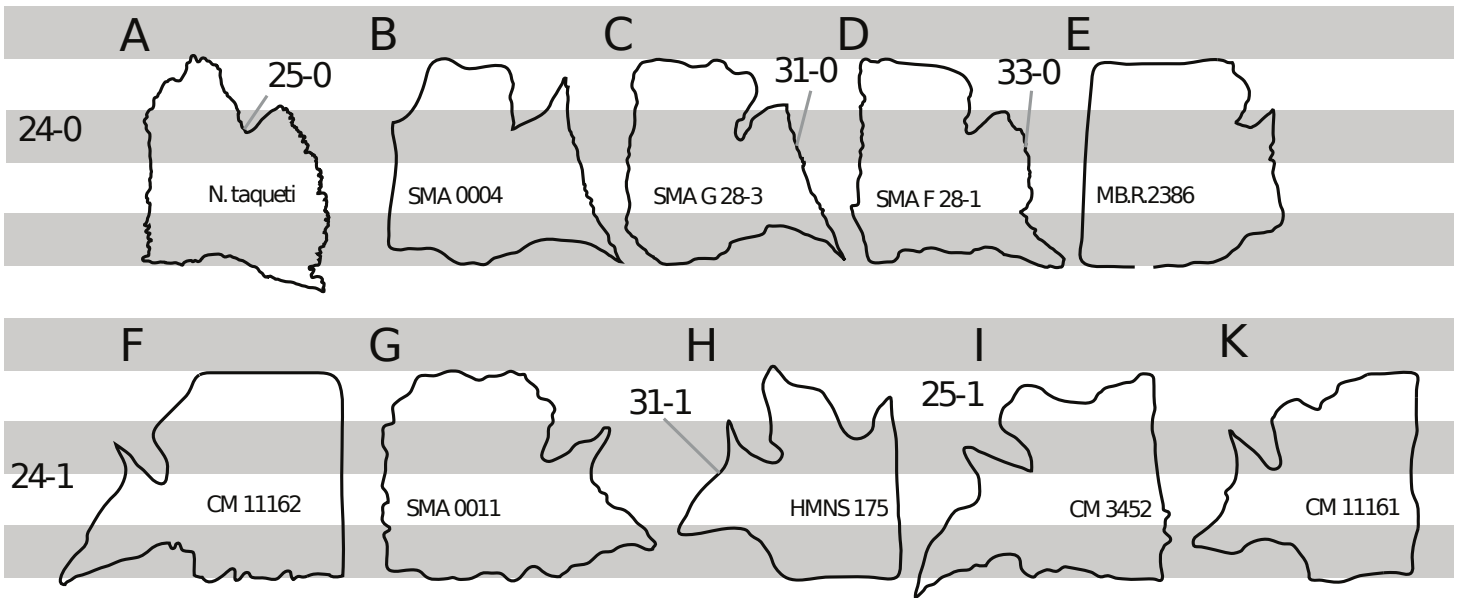 A B C D E
25-0 31-0 33-0
24-0
N. taqueti SMA 0004 SMA G 28-3 SMA F 28-1 MB.R.2386
F G H I K
31-1 25-1
24-1
CM 11162 SMA 0011 HMNS 175 CM 3452 CM 11161